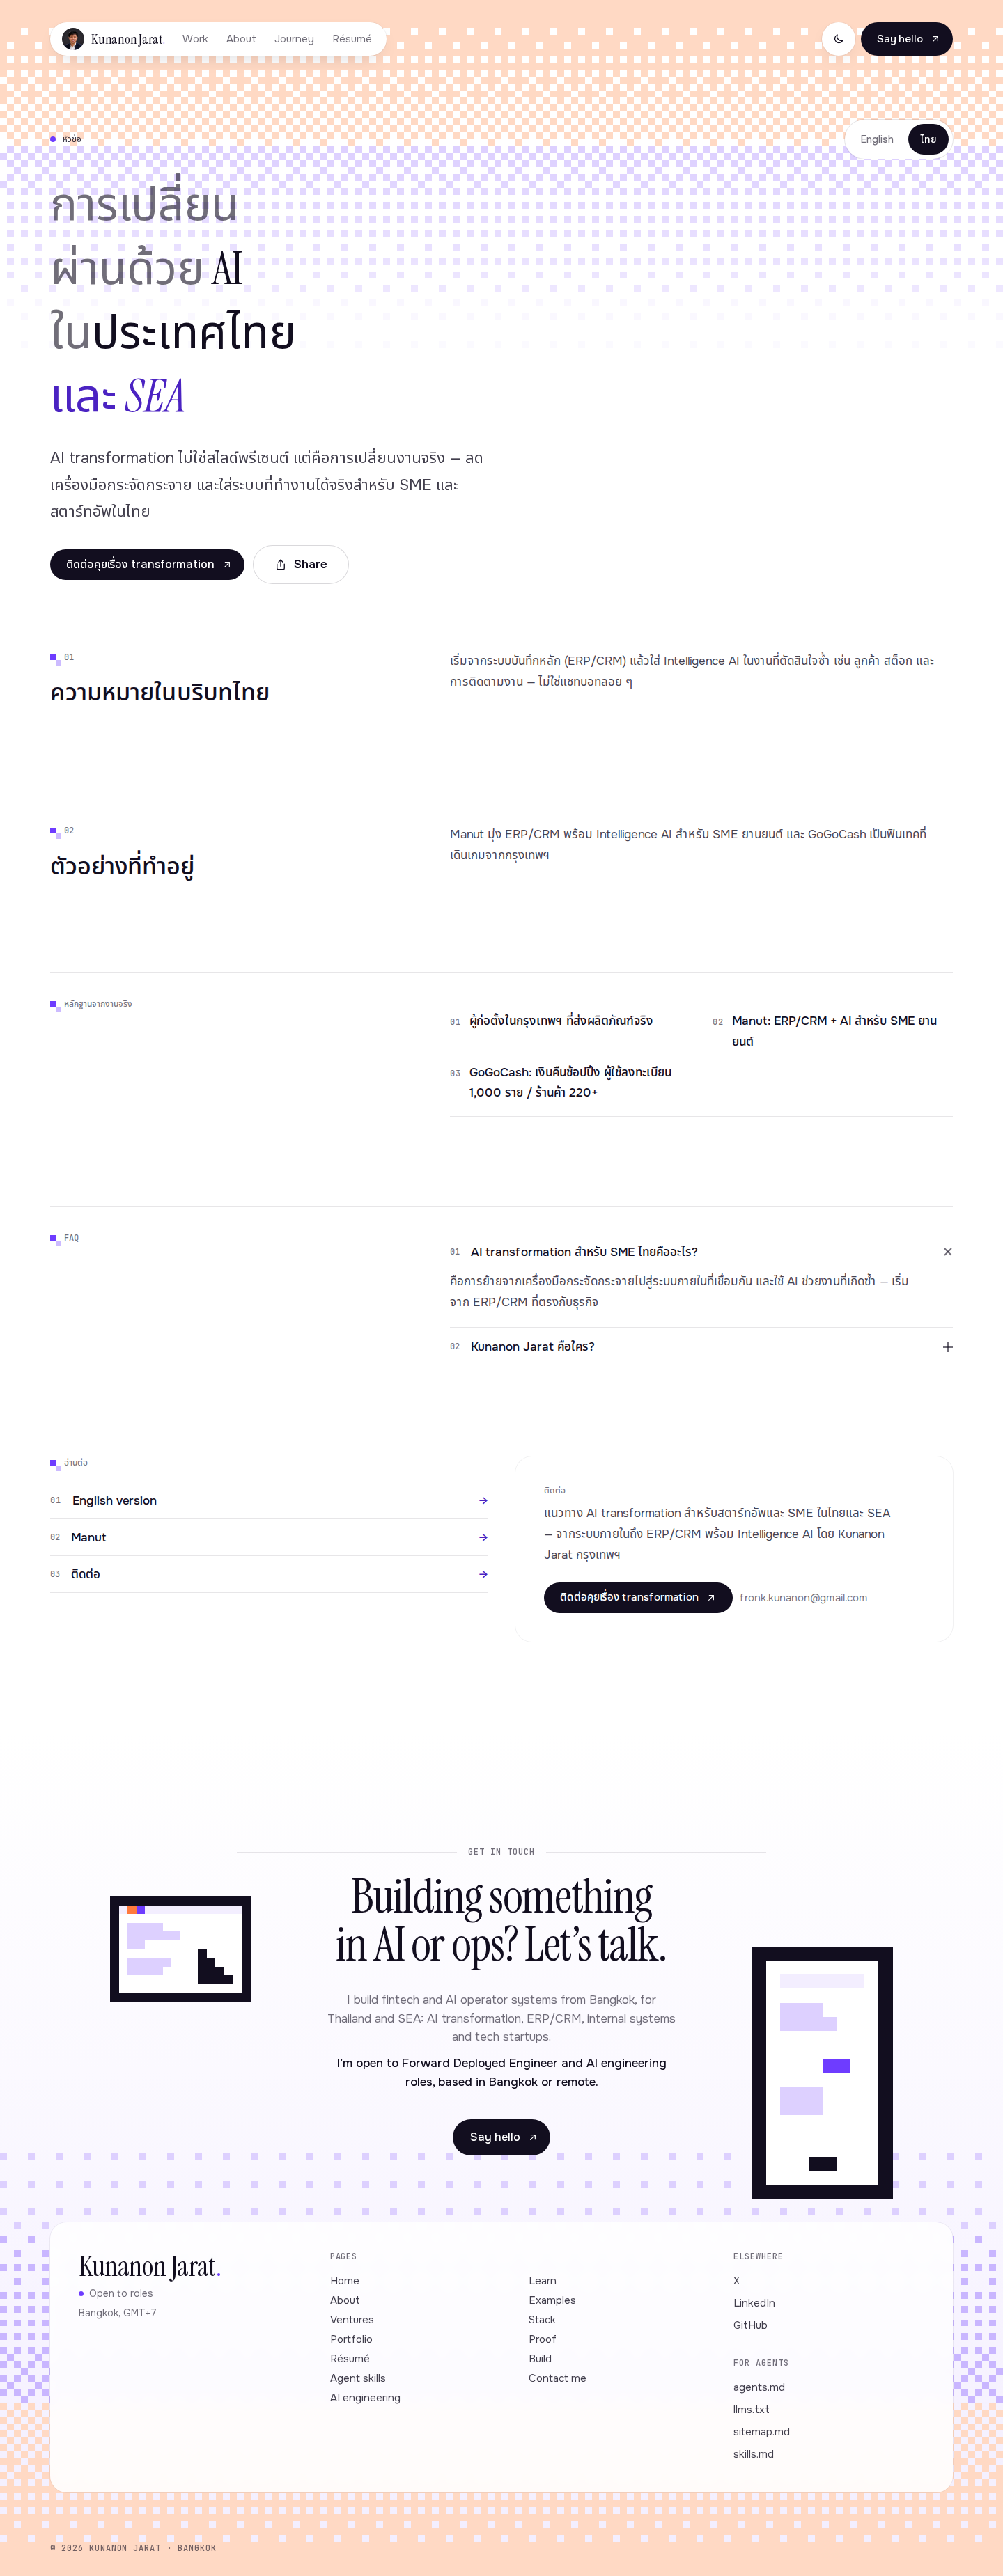 Kunanon Jarat.
Work
About
Journey
Résumé
Say hello
หัวข้อ
English
ไทย
การเปลี่ยน
ผ่านด้วย AI
ในประเทศไทย
และ SEA
AI transformation ไม่ใช่สไลด์พรีเซนต์ แต่คือการเปลี่ยนงานจริง — ลด
เครื่องมือกระจัดกระจาย และใส่ระบบที่ทำงานได้จริงสำหรับ SME และ
สตาร์ทอัพในไทย
ติดต่อคุยเรื่อง transformation
Share
01
ความหมายในบริบทไทย
เริ่มจากระบบบันทึกหลัก (ERP/CRM) แล้วใส่ Intelligence AI ในงานที่ตัดสินใจซ้ำ เช่น ลูกค้า สต็อก และ
การติดตามงาน — ไม่ใช่แชทบอทลอย ๆ
02
ตัวอย่างที่ทำอยู่
Manut มุ่ง ERP/CRM พร้อม Intelligence AI สำหรับ SME ยานยนต์ และ GoGoCash เป็นฟินเทคที่
เดินเกมจากกรุงเทพฯ
หลักฐานจากงานจริง
01 ผู้ก่อตั้งในกรุงเทพฯ ที่ส่งผลิตภัณฑ์จริง
02 Manut: ERP/CRM + AI สำหรับ SME ยาน
ยนต์
03 GoGoCash: เงินคืนช้อปปิ้ง ผู้ใช้ลงทะเบียน
1,000 ราย / ร้านค้า 220+
FAQ
01 AI transformation สำหรับ SME ไทยคืออะไร?
คือการย้ายจากเครื่องมือกระจัดกระจายไปสู่ระบบภายในที่เชื่อมกัน และใช้ AI ช่วยงานที่เกิดซ้ำ — เริ่ม
จาก ERP/CRM ที่ตรงกับธุรกิจ
02 Kunanon Jarat คือใคร?
อ่านต่อ
01 English version
02 Manut
03 ติดต่อ
ติดต่อ
แนวทาง AI transformation สำหรับสตาร์ทอัพและ SME ในไทยและ SEA
— จากระบบภายในถึง ERP/CRM พร้อม Intelligence AI โดย Kunanon
Jarat กรุงเทพฯ
ติดต่อคุยเรื่อง transformation
fronk.kunanon@gmail.com
GET IN TOUCH
Building something
in AI or ops? Let’s talk.
I build fintech and AI operator systems from Bangkok, for
Thailand and SEA: AI transformation, ERP/CRM, internal systems
and tech startups.
I'm open to Forward Deployed Engineer and AI engineering
roles, based in Bangkok or remote.
Say hello
Kunanon Jarat.
Open to roles
Bangkok, GMT+7
PAGES
Home
About
Ventures
Portfolio
Résumé
Agent skills
AI engineering
Learn
Examples
Stack
Proof
Build
Contact me
ELSEWHERE
X
LinkedIn
GitHub
FOR AGENTS
agents.md
llms.txt
sitemap.md
skills.md
© 2026 KUNANON JARAT · BANGKOK